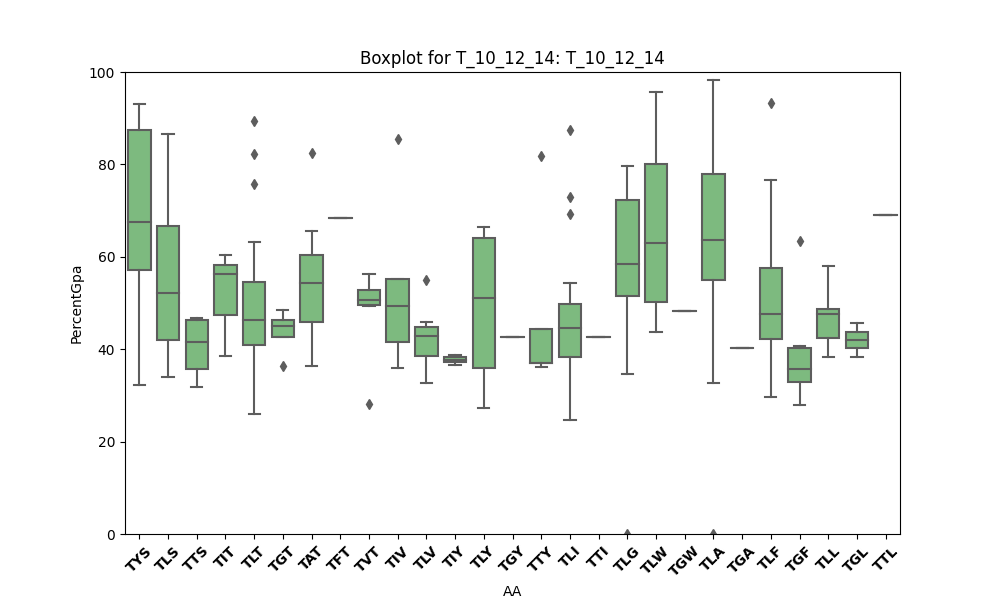 Boxplot for T_10_12_14: T_10_12_14
100
80
60
40
20
0
PercentGpa
TYS TLS TTS TIT TLT TGT TAT TFT TVT TIV TLV TIY TLY TGY TTY TLI TTI TLG TLW TGW TLA TGA TLF TGF TLL TGL TTL
AA